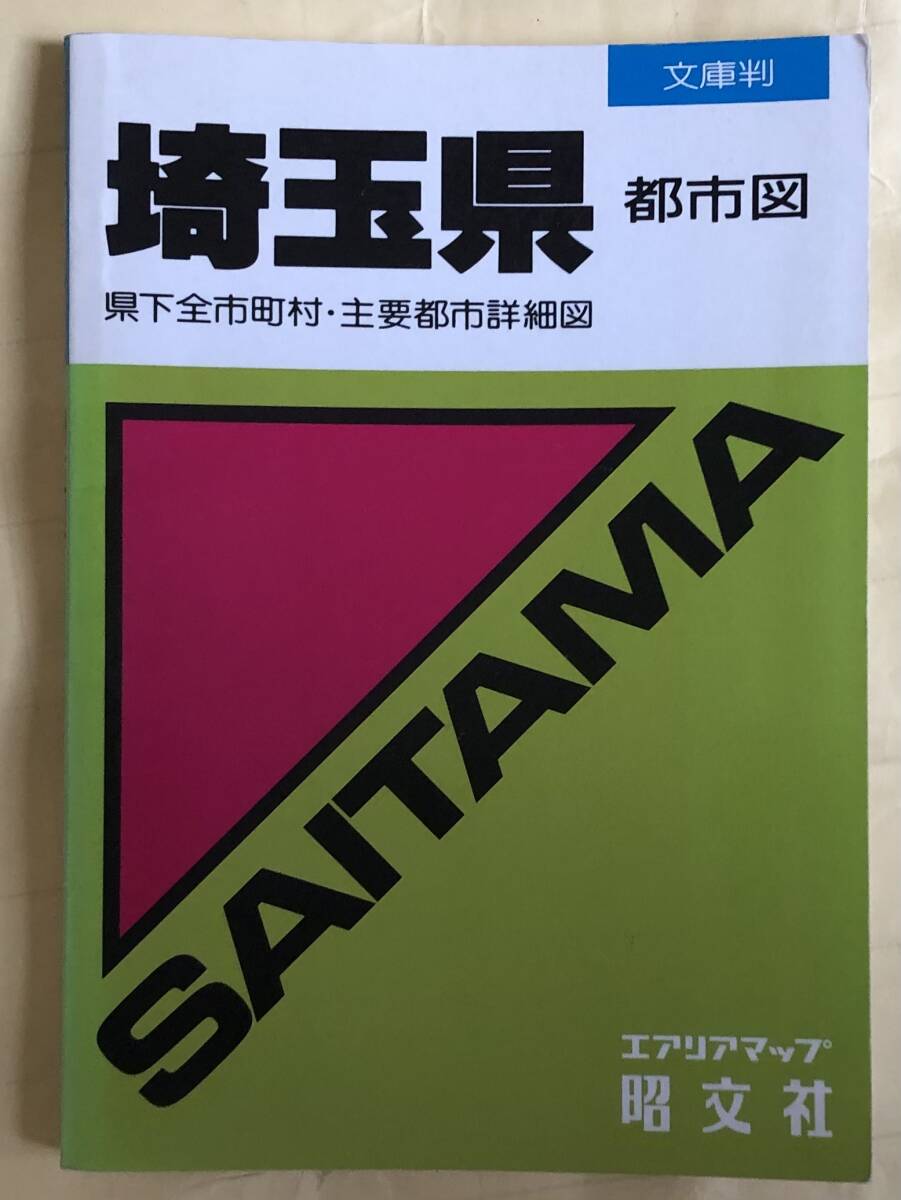 文庫判
埼玉県 都市図
県下全市町村・主要都市詳細図
SAITAMA
エアリアマップ
昭文社